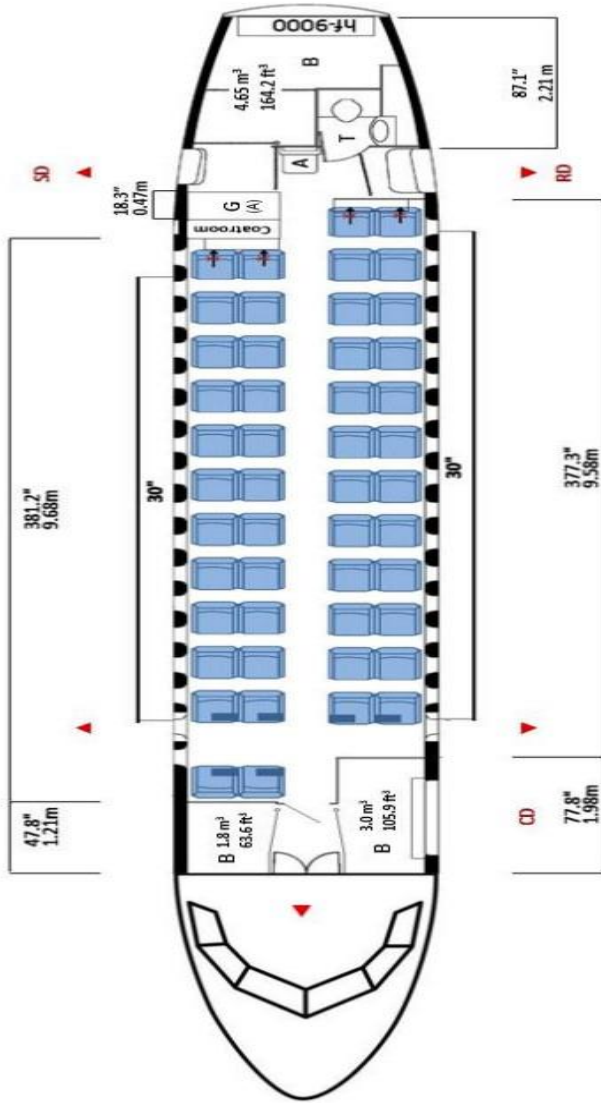 hf-9000
B
4.65 m³
164.2 ft³
87.1"
2.21 m
T
A
SD
RD
18.3"
0.47m
G
(A)
Coatroom
381.2"
9.68m
30"
30"
377.3"
9.58m
47.8"
1.21m
B
1.8 m³
63.6 ft³
3.0 m³
105.9 ft³
B
CD
77.8"
1.98m